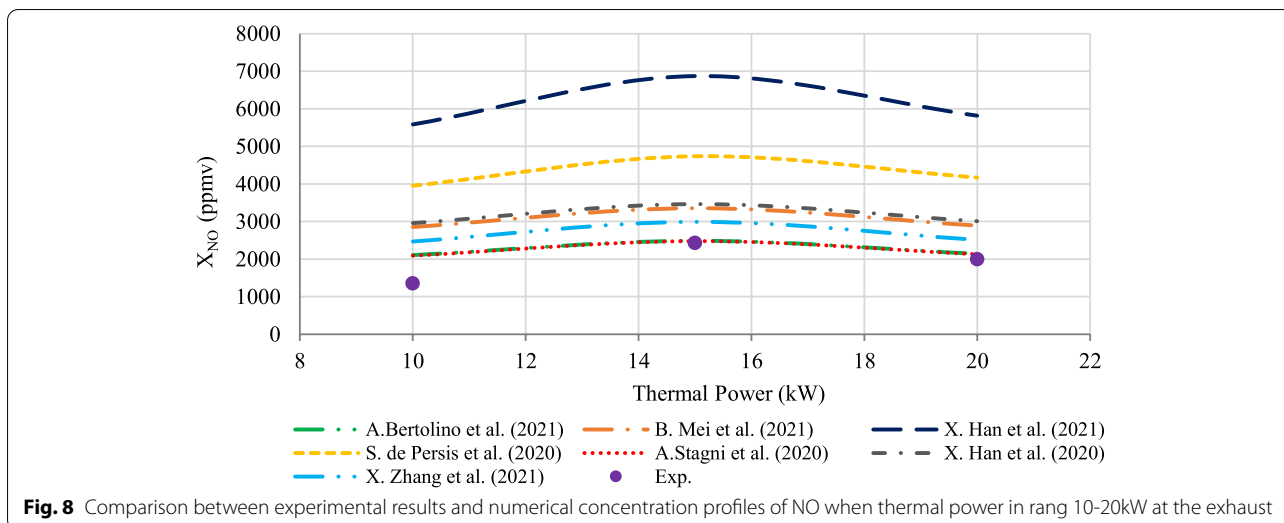 8000
7000
6000
5000
4000
3000
2000
1000
0
X_NO (ppmv)
8 10 12 14 16 18 20 22
Thermal Power (kW)
A.Bertolino et al. (2021) B. Mei et al. (2021) X. Han et al. (2021)
S. de Persis et al. (2020) A.Stagni et al. (2020) X. Han et al. (2020)
X. Zhang et al. (2021) Exp.
Fig. 8 Comparison between experimental results and numerical concentration profiles of NO when thermal power in rang 10-20kW at the exhaust